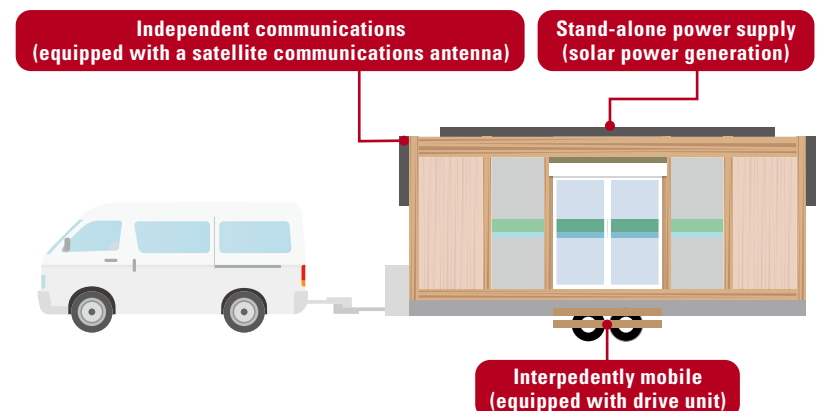 Independent communications
(equipped with a satellite communications antenna)
Stand-alone power supply
(solar power generation)
Interpedently mobile
(equipped with drive unit)